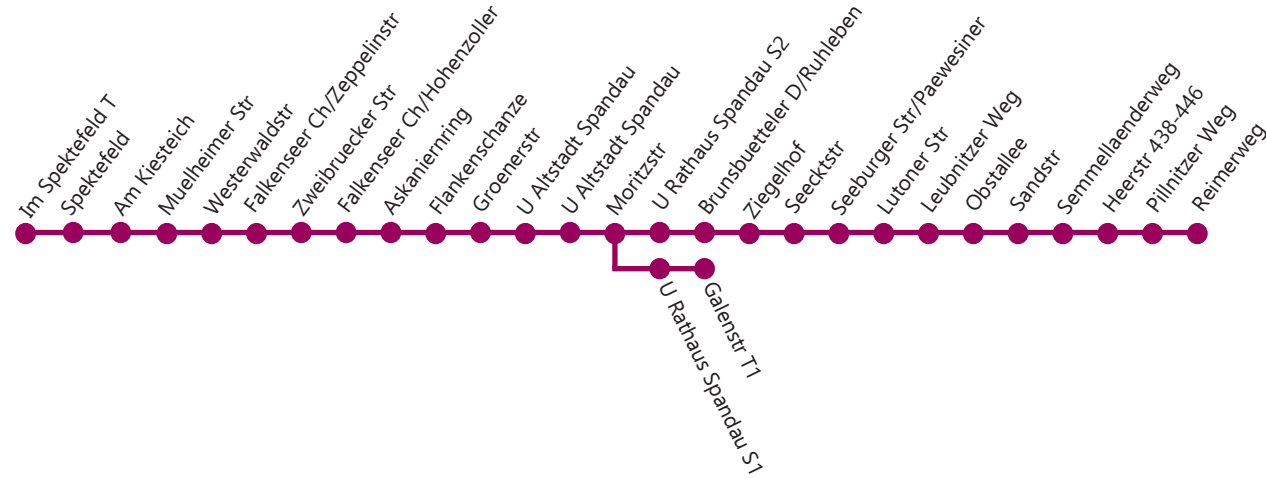 Im Spektefeld T
Spektefeld
Am Kiesteich
Muelheimer Str
Westerwaldstr
Falkenseer Ch/Zeppelinstr
Zweibruecker Str
Falkenseer Ch/Hohenzoller
Askanierring
Flankenschanze
Groenerstr
U Altstadt Spandau
U Altstadt Spandau
Moritzstr
U Rathaus Spandau S2
Brunsbuetteler D/Ruhleben
Ziegelhof
Seecktstr
Seeburger Str/Paewesiner
Lutoner Str
Leubnitzer Weg
Obstallee
Sandstr
Semmellaenderweg
Heerstr 438-446
Pillnitzer Weg
Reimerweg
U Rathaus Spandau S1
Galenstr T1